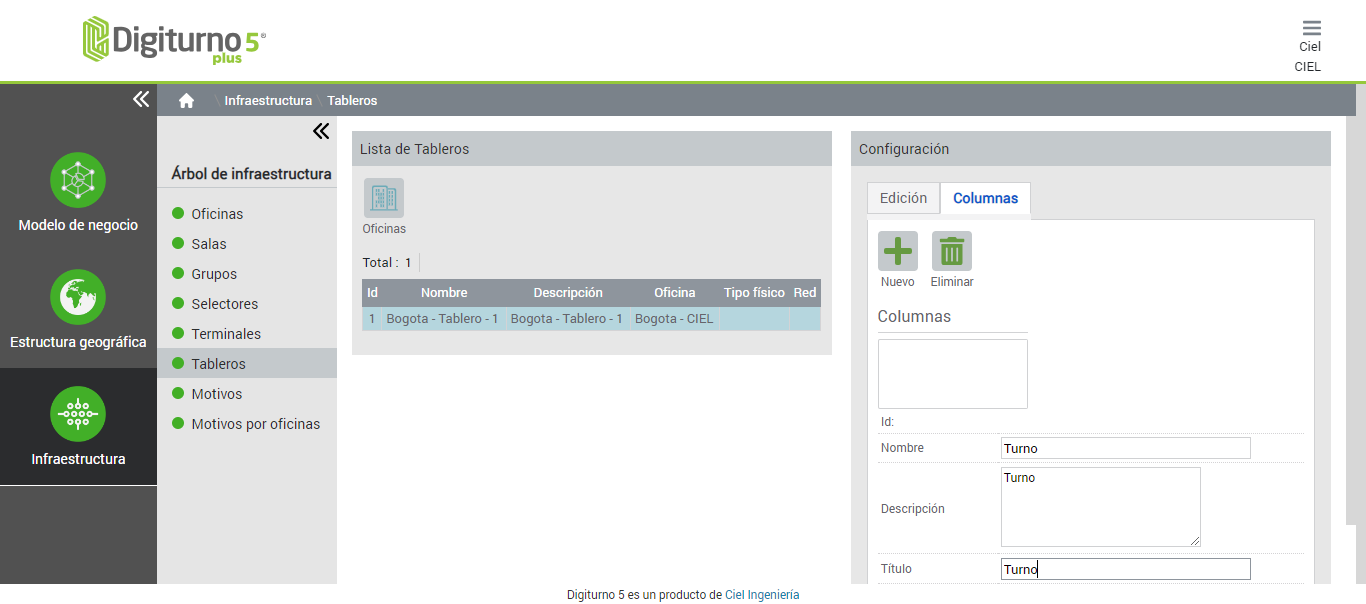 Digiturno 5®
plus
Ciel
CIEL
Infraestructura \ Tableros
Modelo de negocio
Estructura geográfica
Infraestructura
Árbol de infraestructura
Oficinas
Salas
Grupos
Selectores
Terminales
Tableros
Motivos
Motivos por oficinas
Lista de Tableros
Oficinas
Total : 1
Id Nombre Descripción Oficina Tipo físico Red
1 Bogota - Tablero - 1 Bogota - Tablero - 1 Bogota - CIEL
Configuración
Edición Columnas
Nuevo Eliminar
Columnas
Id:
Nombre Turno
Descripción Turno
Título Turno
Digiturno 5 es un producto de Ciel Ingeniería